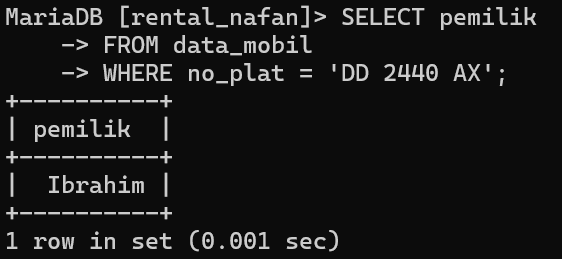 MariaDB [rental_nafan]> SELECT pemilik
    -> FROM data_mobil
    -> WHERE no_plat = 'DD 2440 AX';
+----------+
| pemilik  |
+----------+
|  Ibrahim |
+----------+
1 row in set (0.001 sec)